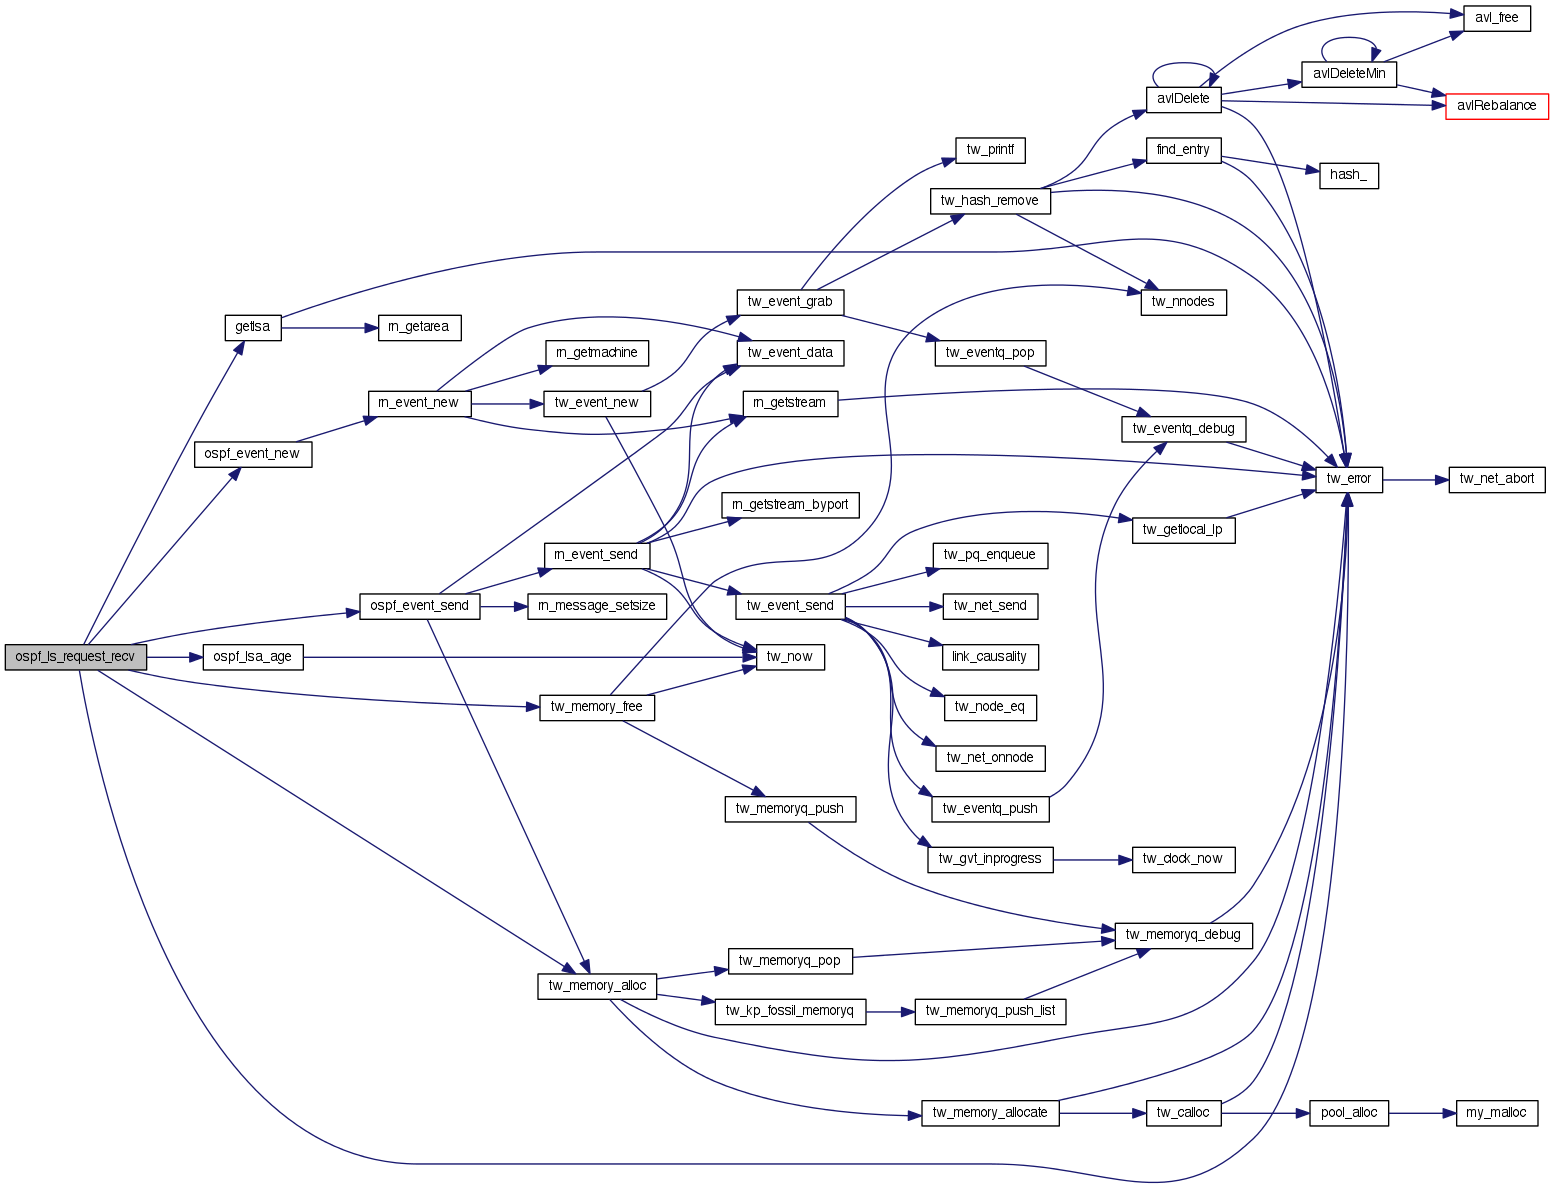 avl_free
avlDeleteMin
avlDelete
avlRebalance
tw_printf
find_entry
hash_
tw_hash_remove
tw_event_grab
tw_nnodes
getlsa
rn_getarea
rn_getmachine
tw_event_data
tw_eventq_pop
rn_event_new
tw_event_new
rn_getstream
tw_eventq_debug
ospf_event_new
tw_error
tw_net_abort
rn_getstream_byport
tw_getlocal_lp
rn_event_send
tw_pq_enqueue
ospf_event_send
rn_message_setsize
tw_event_send
tw_net_send
ospf_ls_request_recv
ospf_lsa_age
tw_now
link_causality
tw_memory_free
tw_node_eq
tw_net_onnode
tw_memoryq_push
tw_eventq_push
tw_gvt_inprogress
tw_clock_now
tw_memoryq_debug
tw_memoryq_pop
tw_memory_alloc
tw_kp_fossil_memoryq
tw_memoryq_push_list
tw_memory_allocate
tw_calloc
pool_alloc
my_malloc